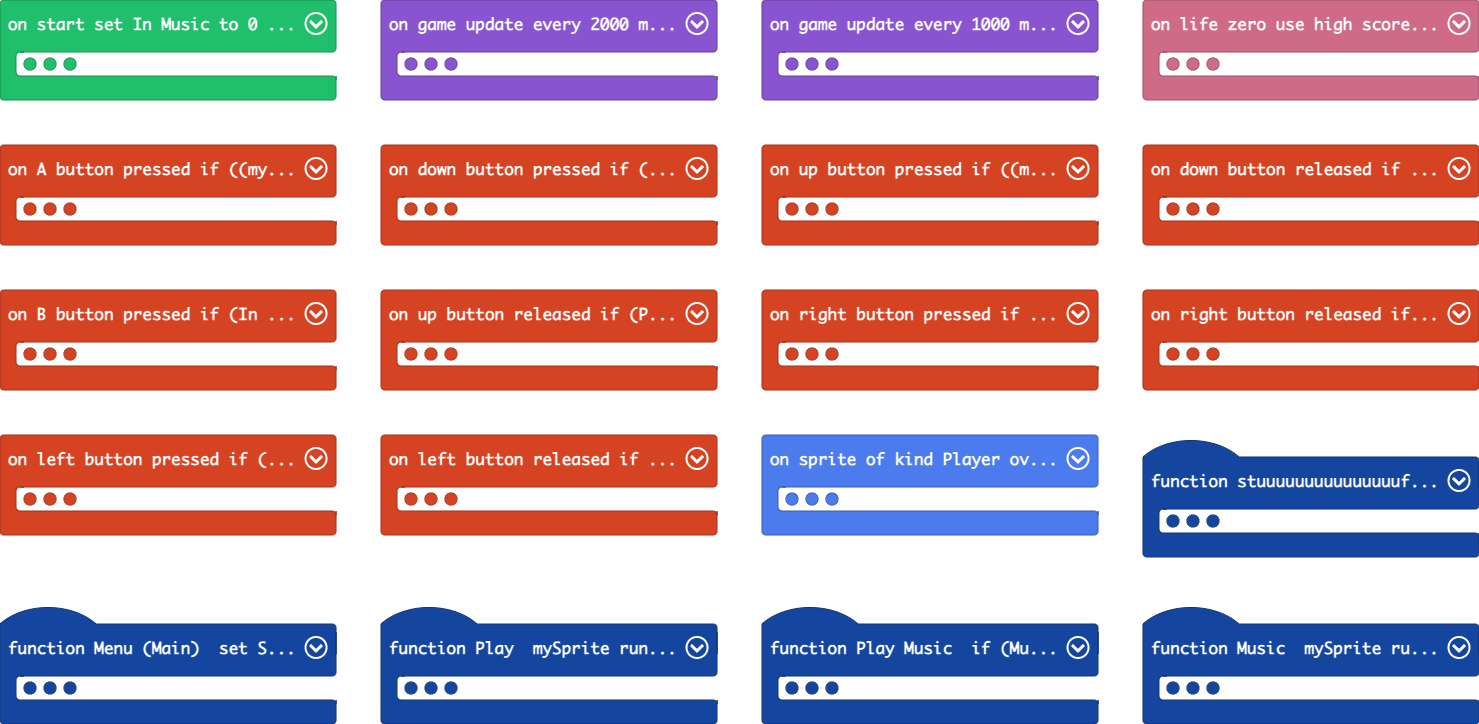 on start set In Music to 0 ...
on game update every 2000 m...
on game update every 1000 m...
on life zero use high score...
on A button pressed if ((my...
on down button pressed if (...
on up button pressed if ((m...
on down button released if ...
on B button pressed if (In ...
on up button released if (P...
on right button pressed if ...
on right button released if...
on left button pressed if (...
on left button released if ...
on sprite of kind Player ov...
function stuuuuuuuuuuuuuuuf...
function Menu (Main)  set S...
function Play  mySprite run...
function Play Music  if (Mu...
function Music  mySprite ru...